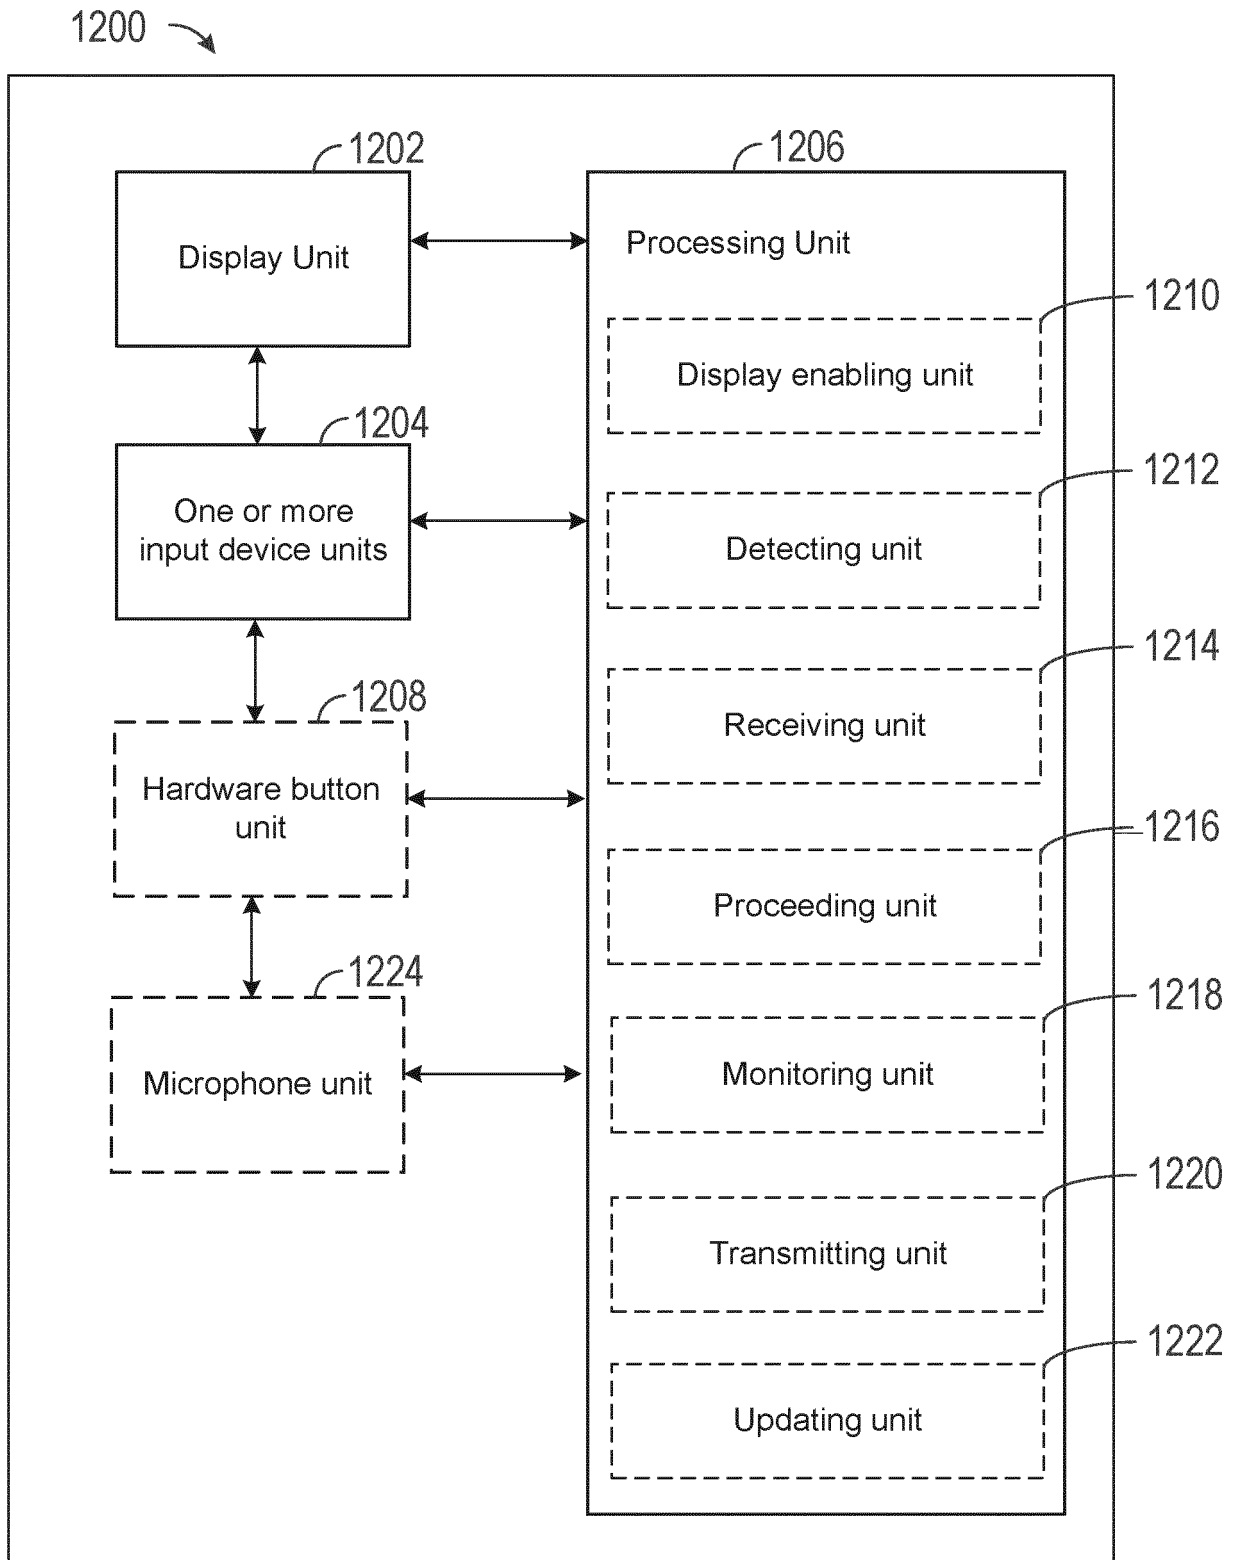 1200
1202
Display Unit
1204
One or more
input device units
1208
Hardware button
unit
1224
Microphone unit
1206
Processing Unit
1210
Display enabling unit
1212
Detecting unit
1214
Receiving unit
1216
Proceeding unit
1218
Monitoring unit
1220
Transmitting unit
1222
Updating unit